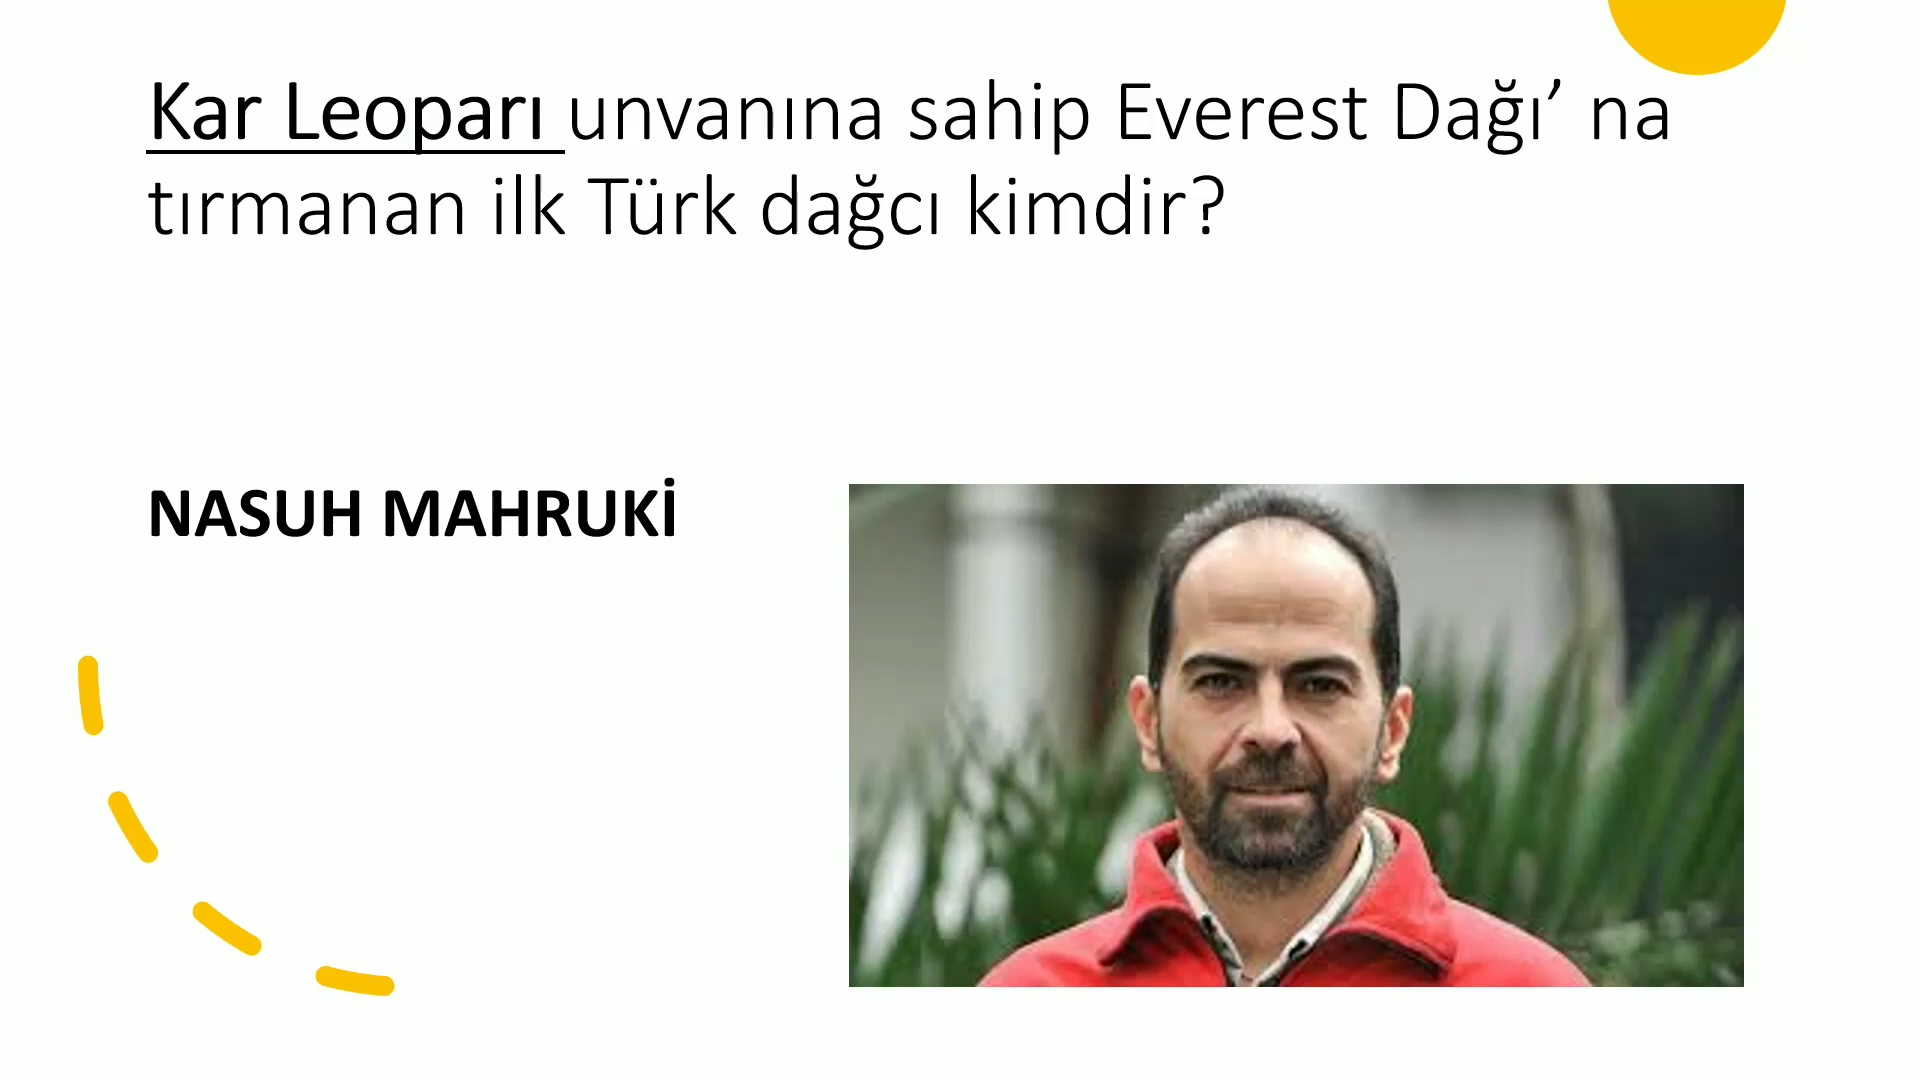 Kar Leoparı unvanına sahip Everest Dağı’ na
tırmanan ilk Türk dağcı kimdir?
NASUH MAHRUKİ